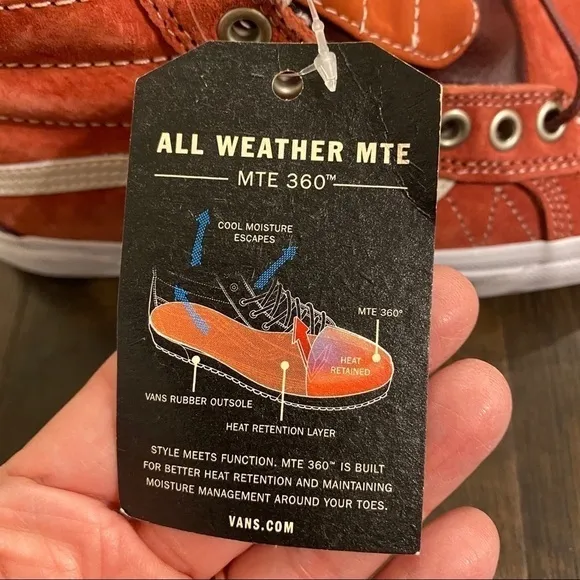 ALL WEATHER MTE
MTE 360™
COOL MOISTURE
ESCAPES
MTE 360°
HEAT
RETAINED
VANS RUBBER OUTSOLE
HEAT RETENTION LAYER
STYLE MEETS FUNCTION. MTE 360™ IS BUILT
FOR BETTER HEAT RETENTION AND MAINTAINING
MOISTURE MANAGEMENT AROUND YOUR TOES.
VANS.COM